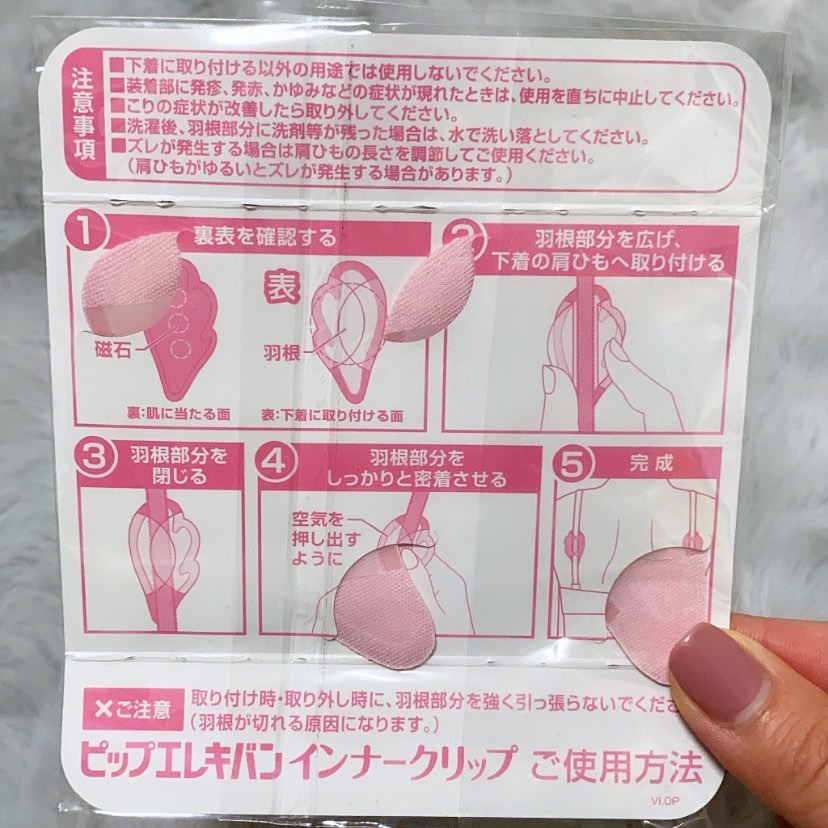 注意事項
■下着に取り付ける以外の用途では使用しないでください。
■装着部に発疹、発赤、かゆみなどの症状が現れたときは、使用を直ちに中止してください。
■こりの症状が改善したら取り外してください。
■洗濯後、羽根部分に洗剤等が残った場合は、水で洗い落としてください。
■ズレが発生する場合は肩ひもの長さを調節してご使用ください。
(肩ひもがゆるいとズレが発生する場合があります。)
① 裏表を確認する
表
磁石
羽根
裏:肌に当たる面
表:下着に取り付ける面
② 羽根部分を広げ、
下着の肩ひもへ取り付ける
③ 羽根部分を
閉じる
④ 羽根部分を
しっかりと密着させる
空気を
押し出す
ように
⑤ 完成
×ご注意
取り付け時・取り外し時に、羽根部分を強く引っ張らないでくださ
(羽根が切れる原因になります。)
ピップエレキバン インナークリップ ご使用方法
VI.OP